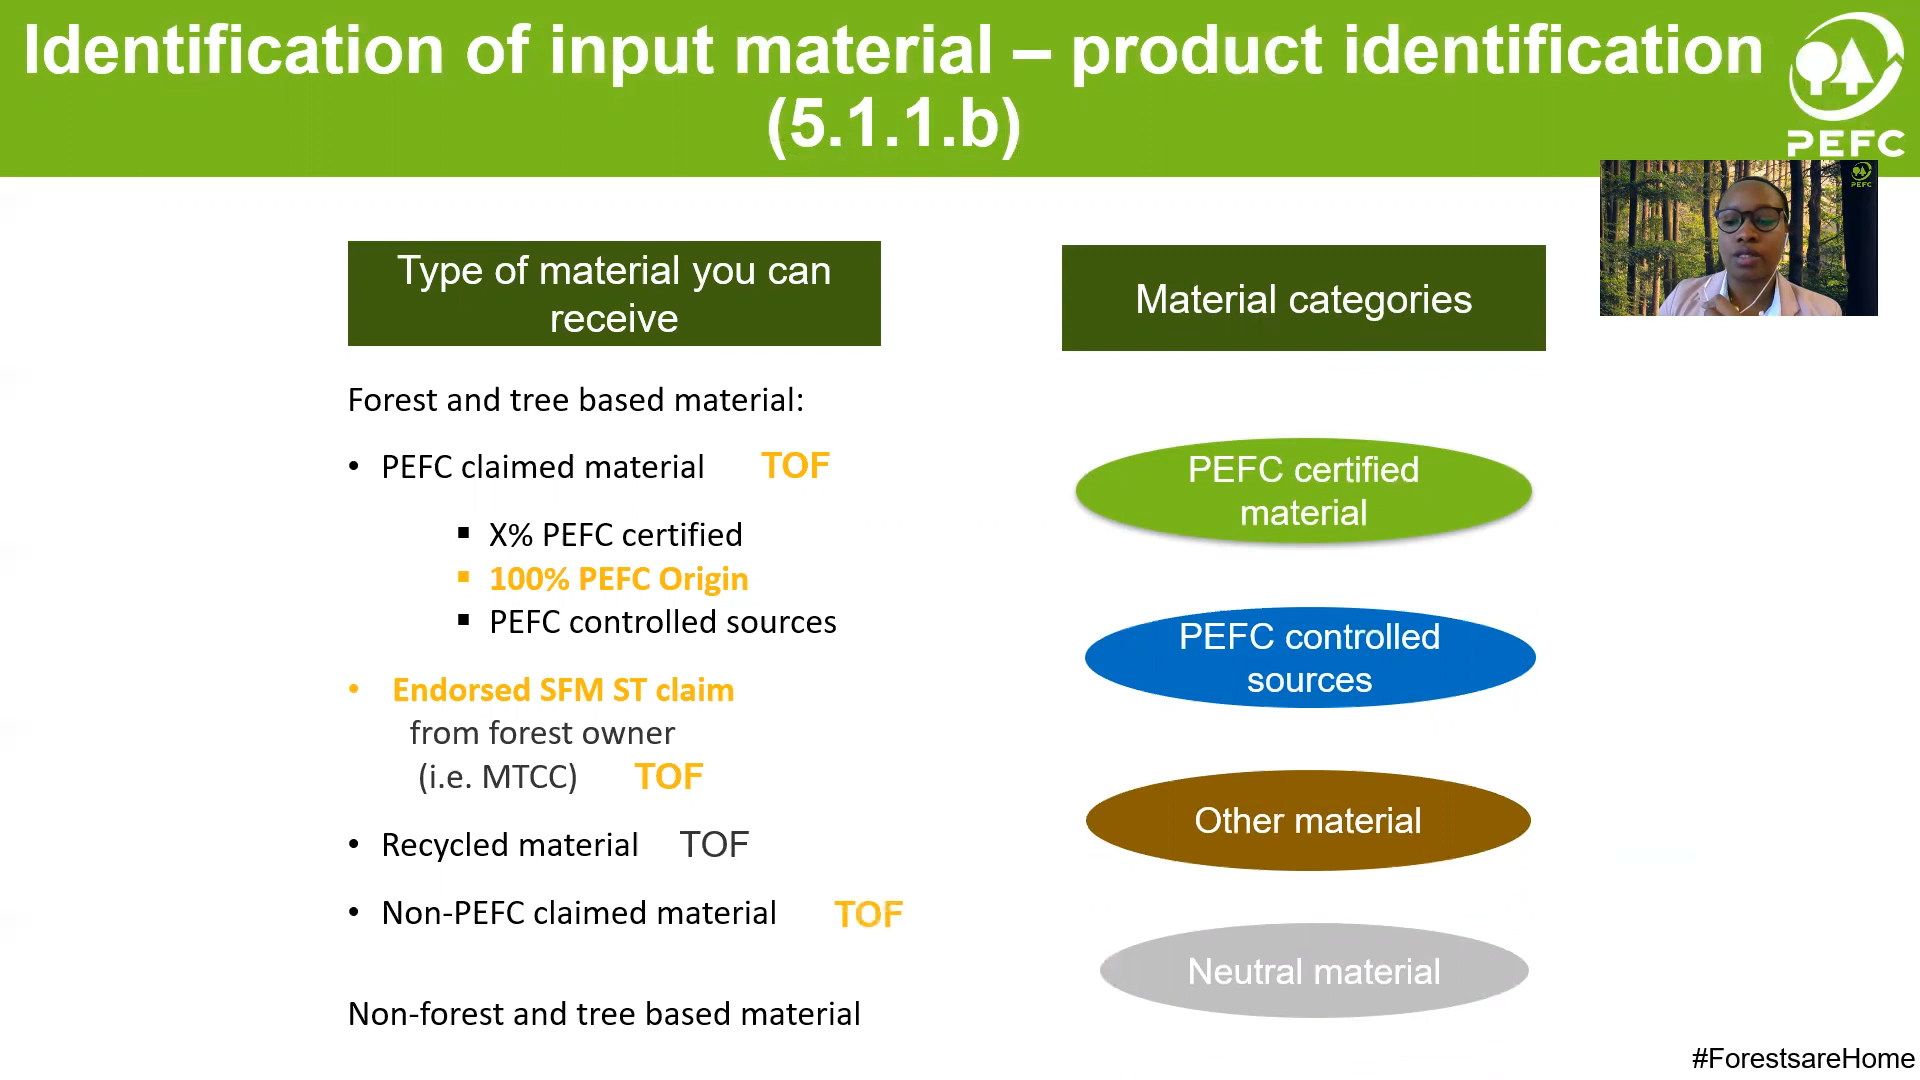 Identification of input material – product identification
(5.1.1.b)
PEFC
PEFC
Type of material you can
receive
Material categories
Forest and tree based material:
• PEFC claimed material TOF
▪ X% PEFC certified
▪ 100% PEFC Origin
▪ PEFC controlled sources
• Endorsed SFM ST claim
from forest owner
(i.e. MTCC) TOF
• Recycled material TOF
• Non-PEFC claimed material TOF
Non-forest and tree based material
PEFC certified
material
PEFC controlled
sources
Other material
Neutral material
#ForestsareHome